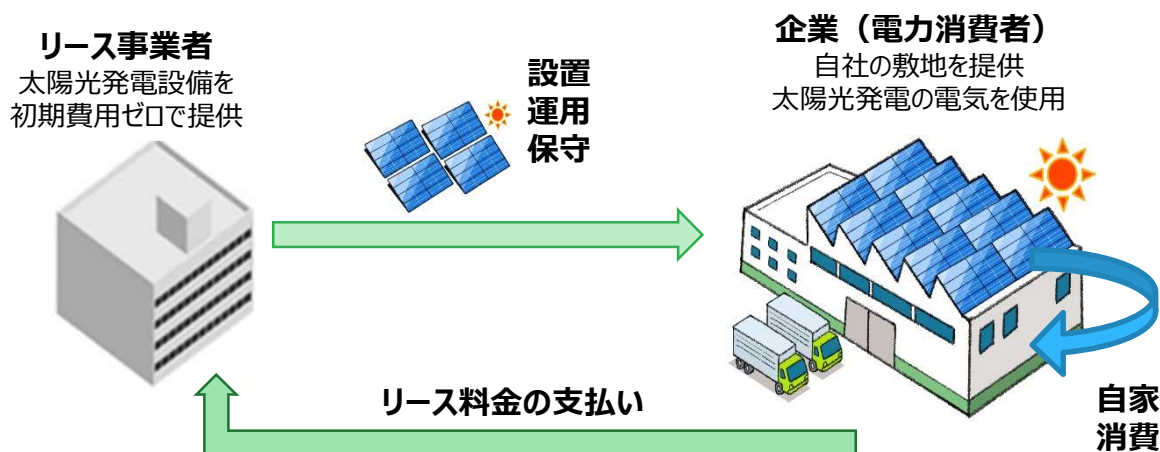 リース事業者
太陽光発電設備を
初期費用ゼロで提供
設置
運用
保守
企業（電力消費者）
自社の敷地を提供
太陽光発電の電気を使用
リース料金の支払い
自家
消費